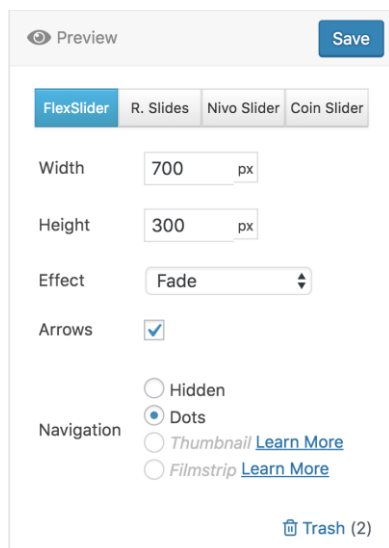 Preview Save
FlexSlider R. Slides Nivo Slider Coin Slider
Width 700 px
Height 300 px
Effect Fade
Arrows
Hidden
Dots
Navigation
Thumbnail Learn More
Filmstrip Learn More
Trash (2)